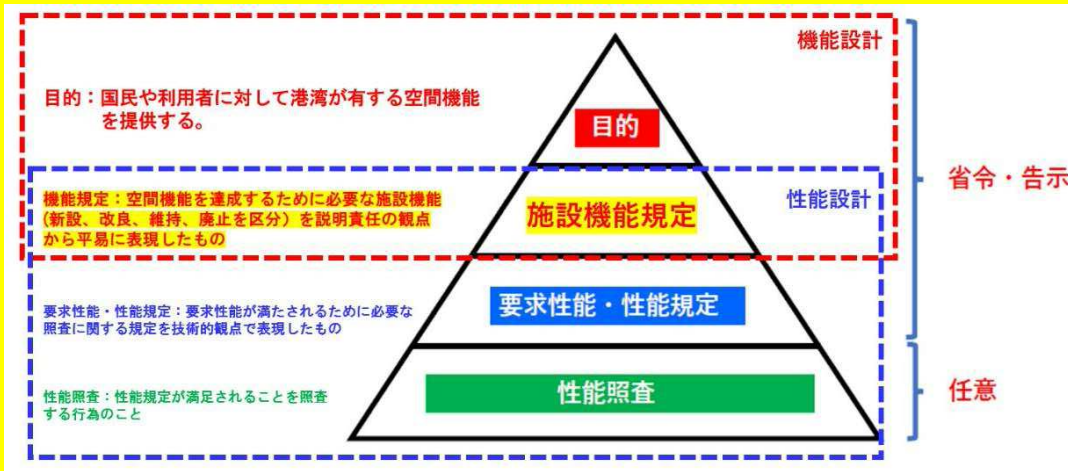 機能設計
目的：国民や利用者に対して港湾が有する空間機能
を提供する。
目的
省令・告示
機能規定：空間機能を達成するために必要な施設機能
(新設、改良、維持、廃止を区分）を説明責任の観点
から平易に表現したもの
施設機能規定
性能設計
要求性能・性能規定：要求性能が満たされるために必要な
照査に関する規定を技術的観点で表現したもの
要求性能・性能規定
性能照査：性能規定が満足されることを照査
する行為のこと
性能照査
任意